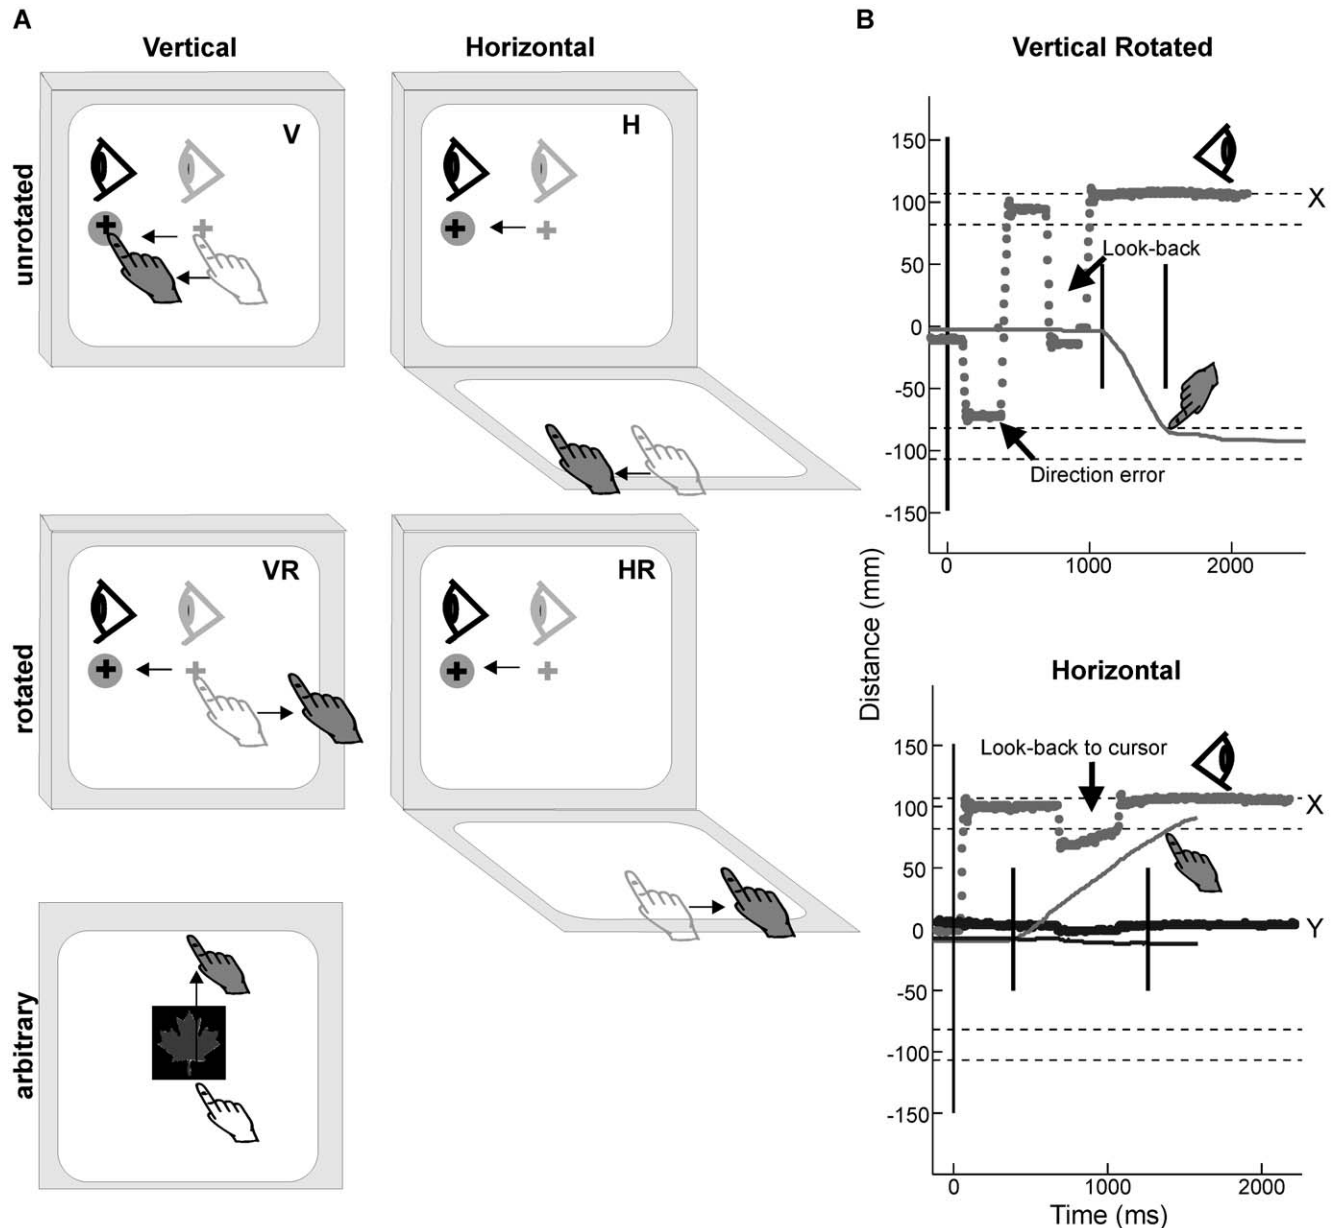 A
Vertical
Horizontal
unrotated
V
H
rotated
VR
HR
arbitrary
B
Vertical Rotated
150
100
50
0
-50
-100
-150
X
Look-back
Direction error
0
1000
2000
Distance (mm)
Horizontal
150
100
50
0
-50
-100
-150
Look-back to cursor
X
Y
0
1000
2000
Time (ms)